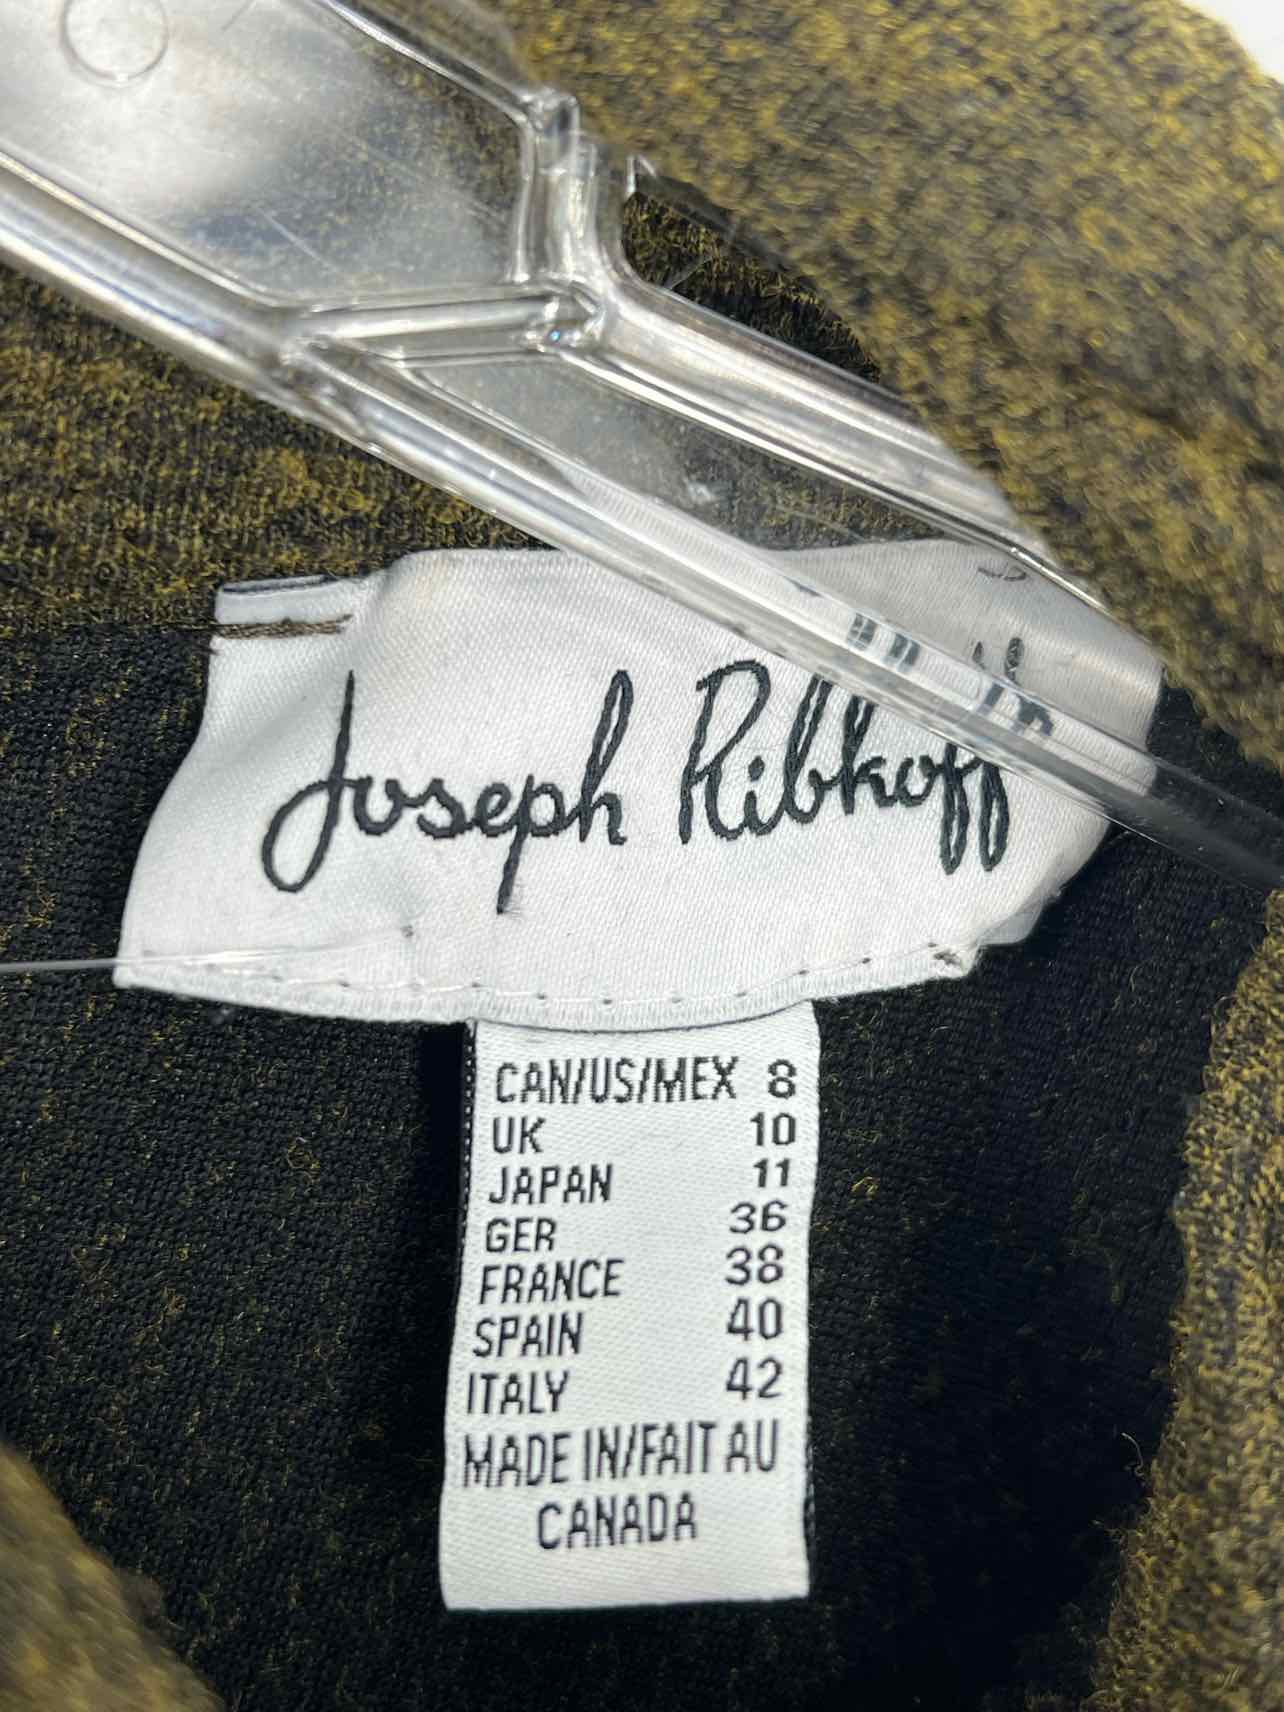 Joseph Ribkoff
CAN/US/MEX 8
UK 10
JAPAN 11
GER 36
FRANCE 38
SPAIN 40
ITALY 42
MADE IN/FAIT AU
CANADA